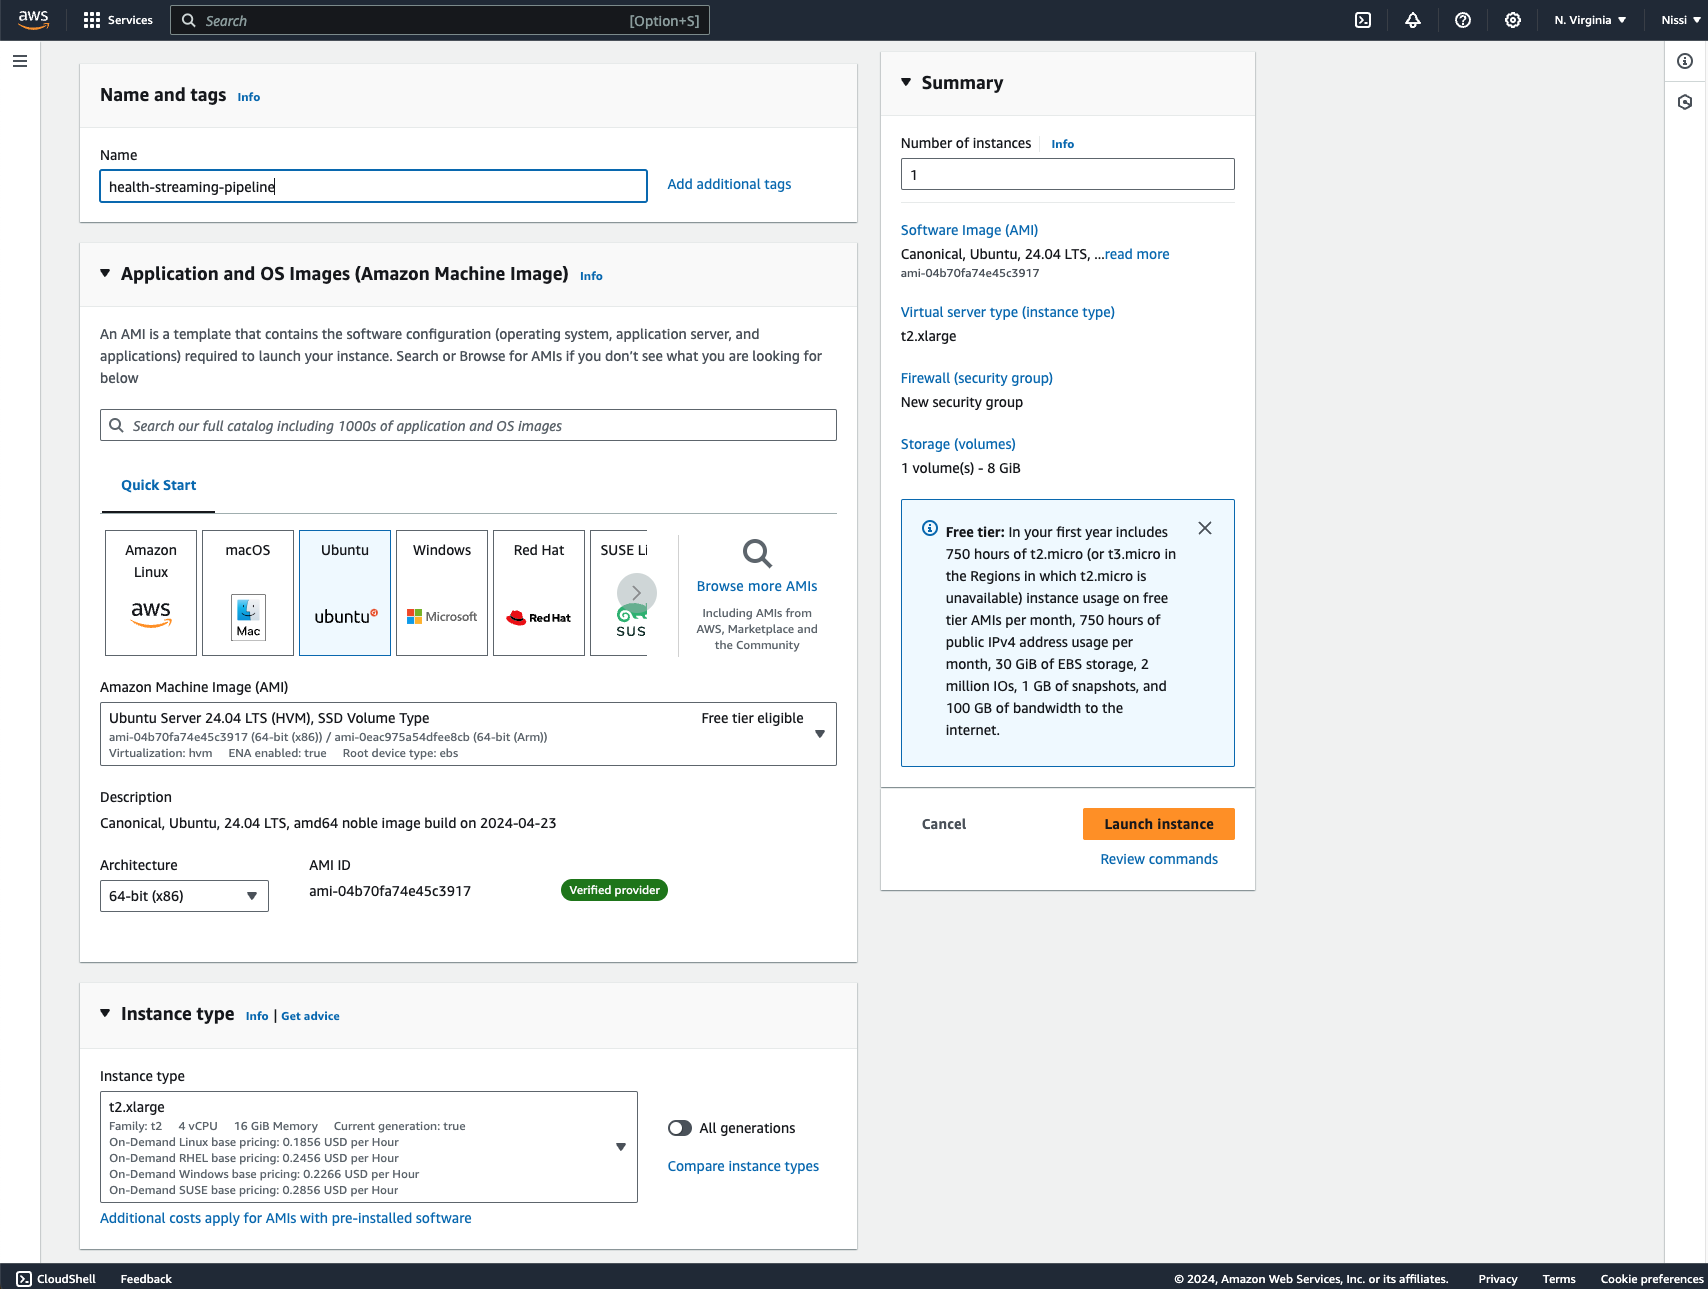 aws
Services
Search
[Option+S]
N. Virginia
Nissi
Name and tags Info
Name
health-streaming-pipeline
Add additional tags
Application and OS Images (Amazon Machine Image) Info
An AMI is a template that contains the software configuration (operating system, application server, and
applications) required to launch your instance. Search or Browse for AMIs if you don't see what you are looking for
below
Search our full catalog including 1000s of application and OS images
Quick Start
Amazon
Linux
aws
macOS
Mac
Ubuntu
ubuntu
Windows
Microsoft
Red Hat
Red Hat
SUSE Li
SUS
Browse more AMIs
Including AMIs from
AWS, Marketplace and
the Community
Amazon Machine Image (AMI)
Ubuntu Server 24.04 LTS (HVM), SSD Volume Type
Free tier eligible
ami-04b70fa74e45c3917 (64-bit (x86)) / ami-0eac975a54dfee8cb (64-bit (Arm))
Virtualization: hvm ENA enabled: true Root device type: ebs
Description
Canonical, Ubuntu, 24.04 LTS, amd64 noble image build on 2024-04-23
Architecture
64-bit (x86)
AMI ID
ami-04b70fa74e45c3917
Verified provider
Instance type Info | Get advice
Instance type
t2.xlarge
Family: t2 4 vCPU 16 GiB Memory Current generation: true
On-Demand Linux base pricing: 0.1856 USD per Hour
On-Demand RHEL base pricing: 0.2456 USD per Hour
On-Demand Windows base pricing: 0.2266 USD per Hour
On-Demand SUSE base pricing: 0.2856 USD per Hour
All generations
Compare instance types
Additional costs apply for AMIs with pre-installed software
Summary
Number of instances Info
1
Software Image (AMI)
Canonical, Ubuntu, 24.04 LTS, ...read more
ami-04b70fa74e45c3917
Virtual server type (instance type)
t2.xlarge
Firewall (security group)
New security group
Storage (volumes)
1 volume(s) - 8 GiB
Free tier: In your first year includes
750 hours of t2.micro (or t3.micro in
the Regions in which t2.micro is
unavailable) instance usage on free
tier AMIs per month, 750 hours of
public IPv4 address usage per
month, 30 GiB of EBS storage, 2
million IOs, 1 GB of snapshots, and
100 GB of bandwidth to the
internet.
Cancel
Launch instance
Review commands
CloudShell
Feedback
© 2024, Amazon Web Services, Inc. or its affiliates.
Privacy
Terms
Cookie preferences